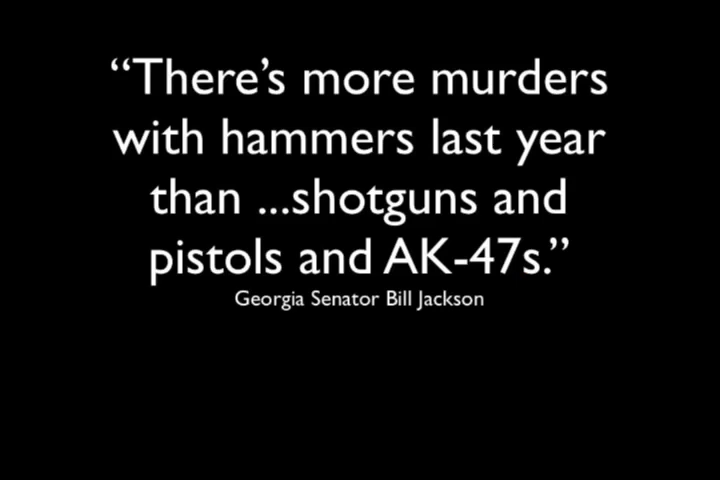 “There’s more murders
with hammers last year
than ...shotguns and
pistols and AK-47s.”
Georgia Senator Bill Jackson